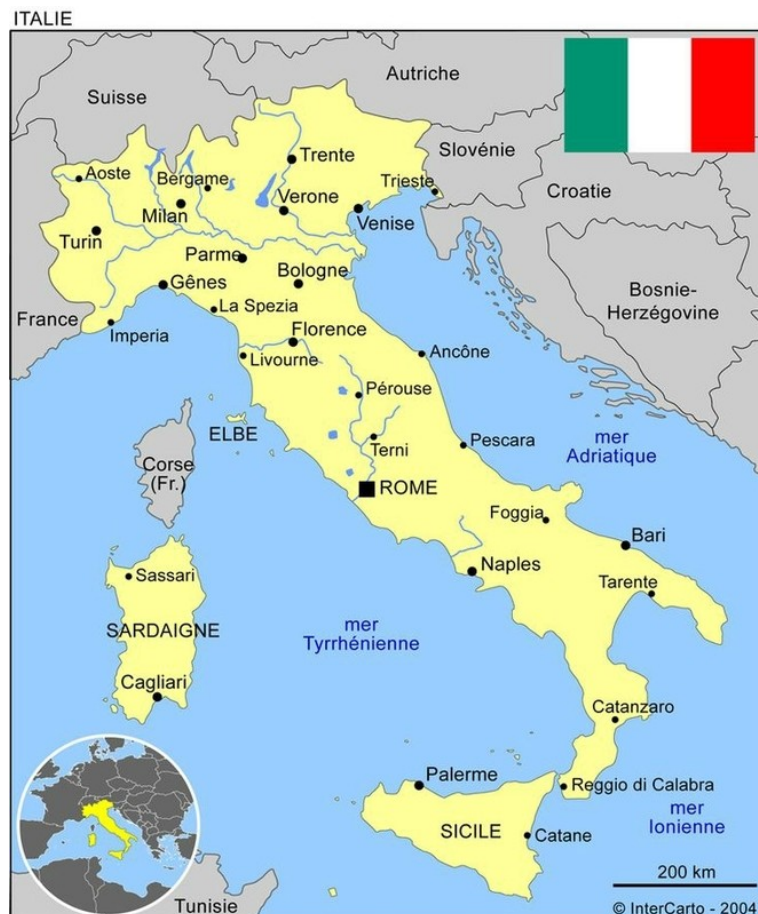 ITALIE
Autriche
Suisse
Slovénie
Trente
Aoste
Bergame
Trieste
Croatie
Milan
Verone
Venise
Turin
Parme
Bologne
Gênes
Bosnie-
Herzégovine
La Spezia
France
Imperia
Florence
Livourne
Ancône
Pérouse
ELBE
Terni
Pescara
mer
Adriatique
Corse
(Fr.)
ROME
Foggia
Bari
Naples
Sassari
Tarente
SARDAIGNE
mer
Tyrrhénienne
Cagliari
Catanzaro
Palerme
Reggio di Calabra
mer
Ionienne
SICILE
Catane
200 km
Tunisie
© InterCarto - 2004